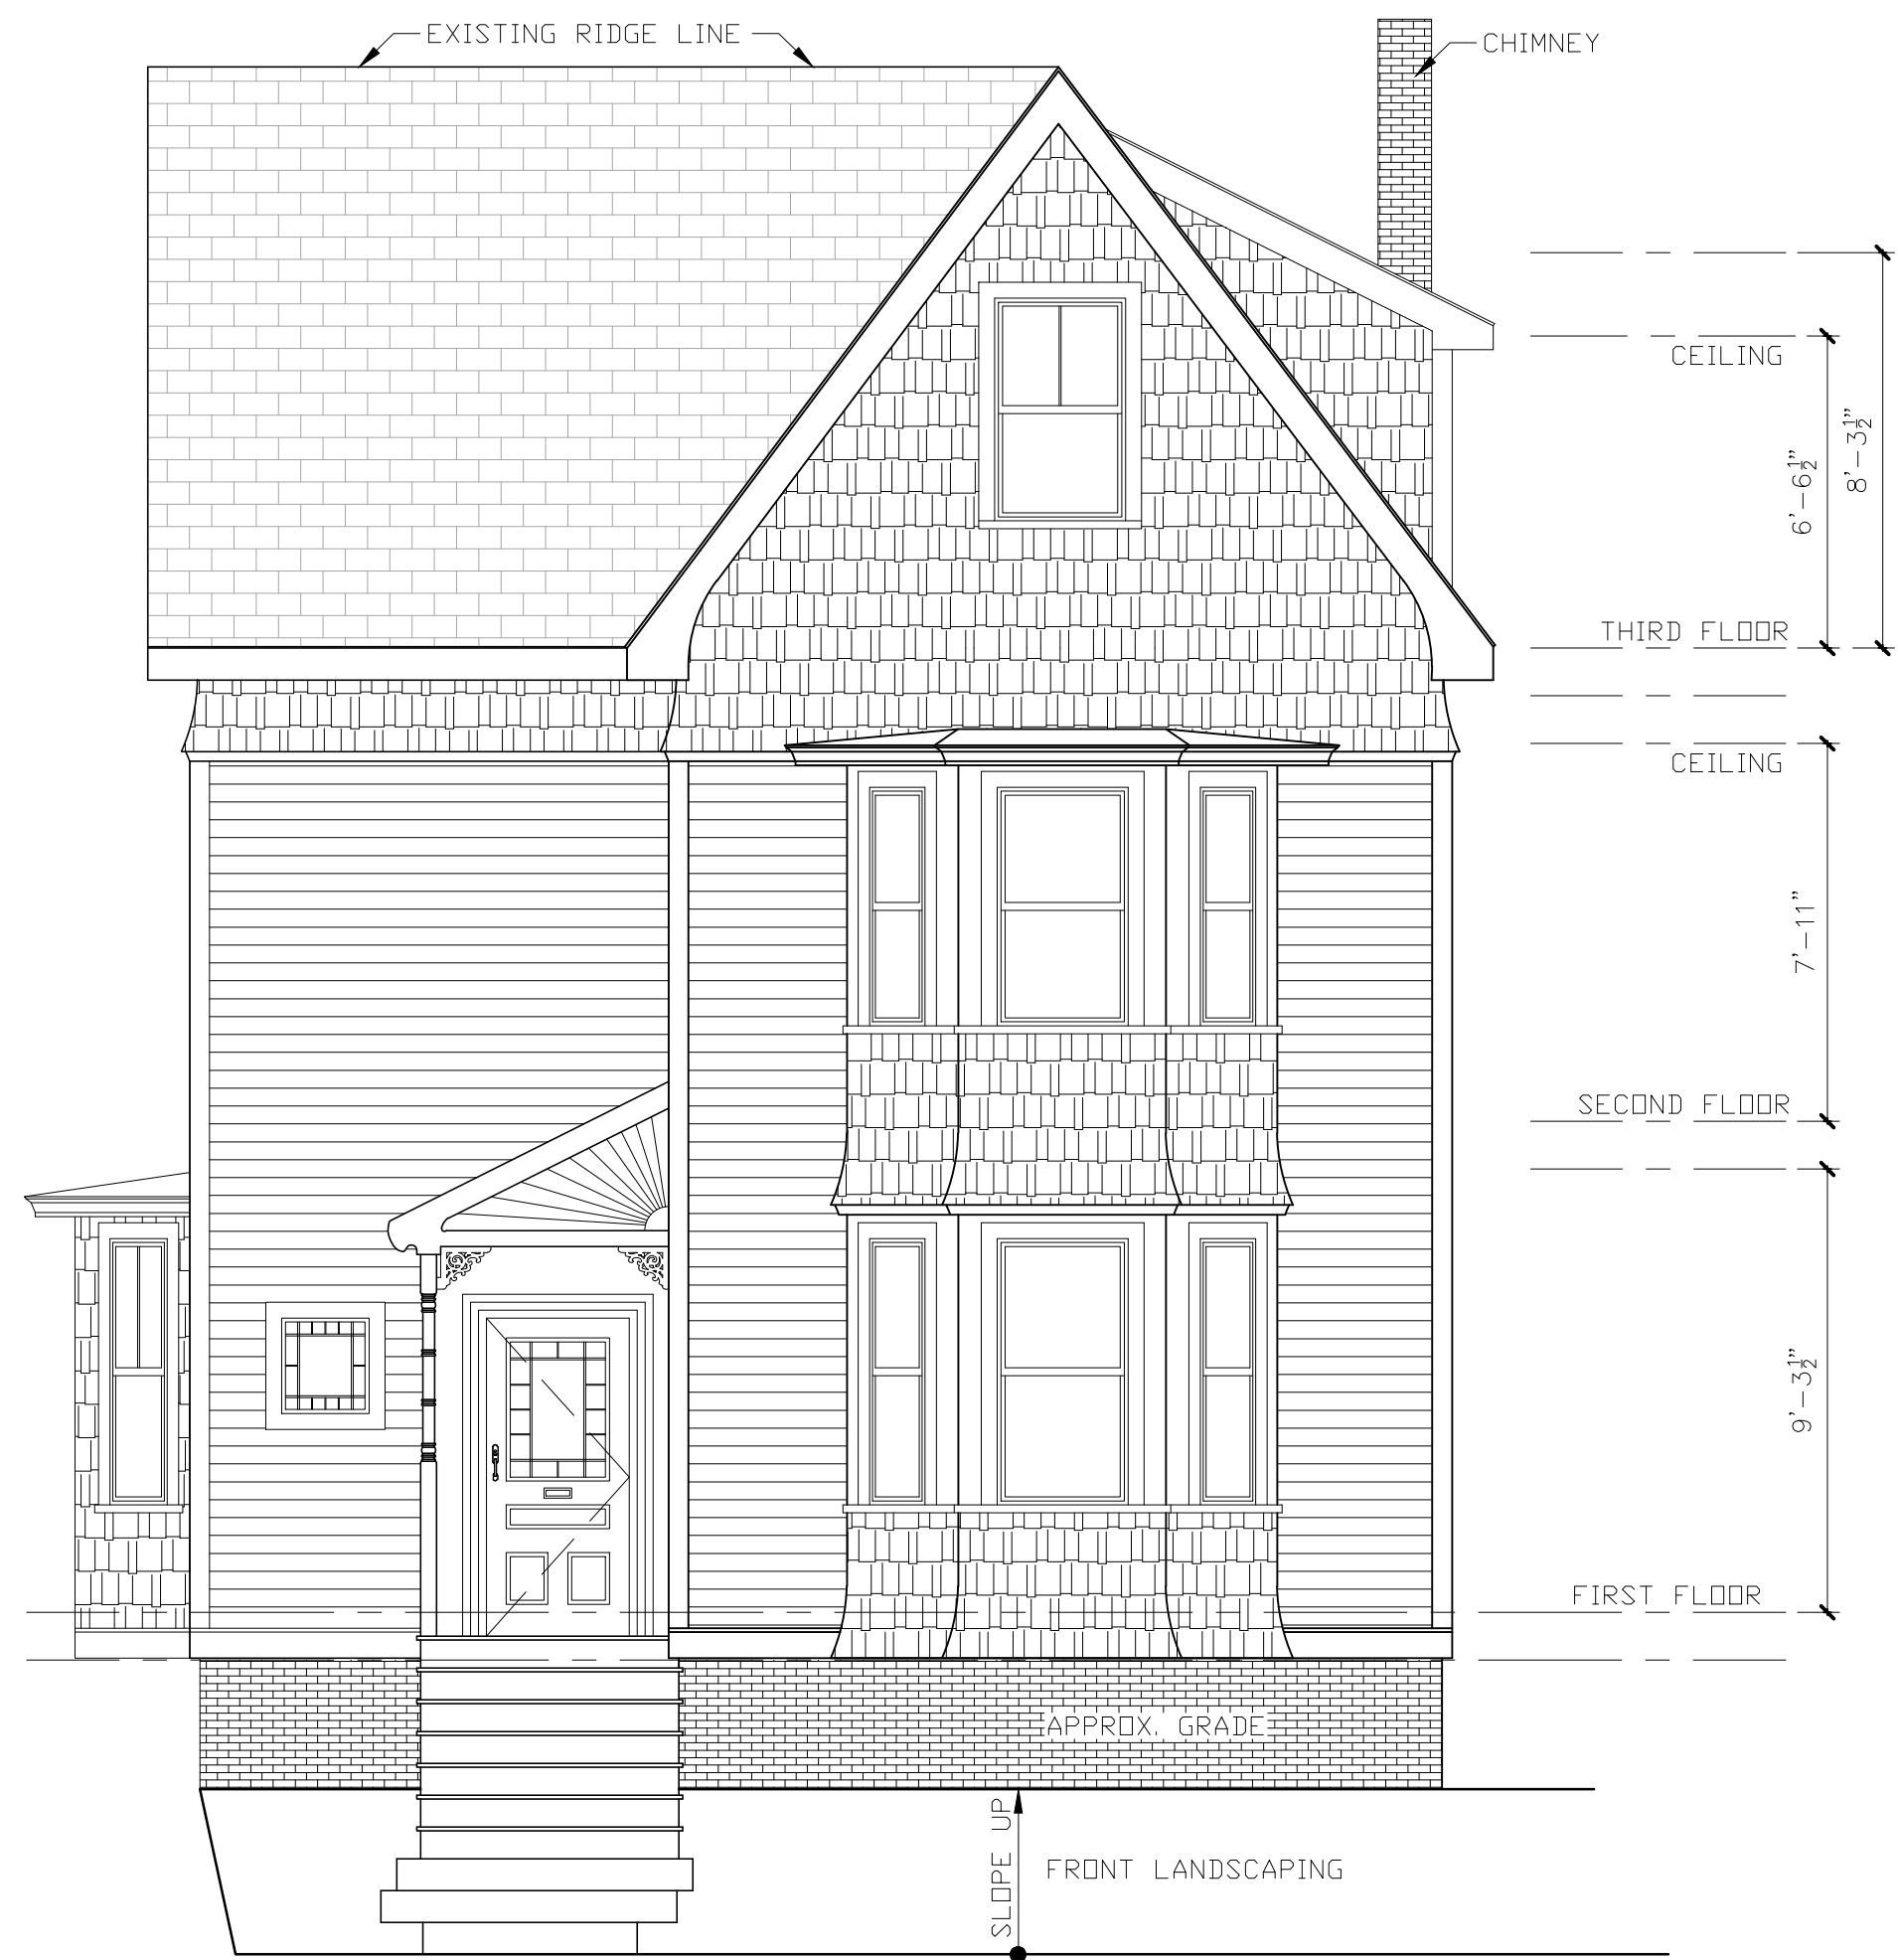 EXISTING RIDGE LINE
CHIMNEY
CEILING
8'-3½"
6'-6½"
THIRD FLOOR
CEILING
7'-11"
SECOND FLOOR
9'-3½"
FIRST FLOOR
APPROX. GRADE
SLOPE UP
FRONT LANDSCAPING